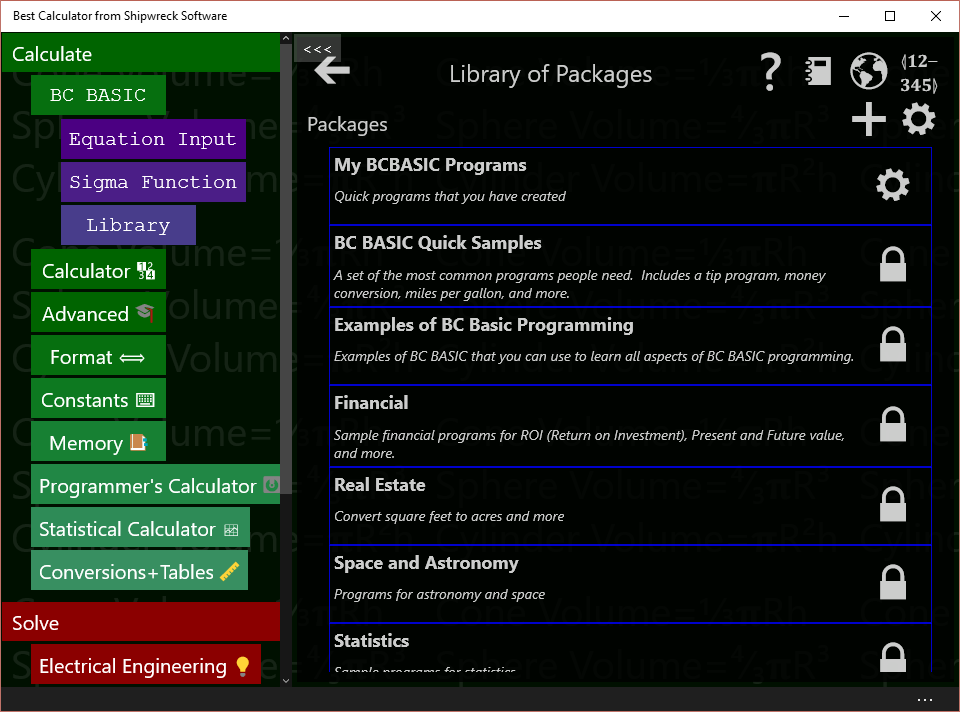 Best Calculator from Shipwreck Software
Calculate
BC BASIC
Equation Input
Sigma Function
Library
Calculator
Advanced
Format
Constants
Memory
Programmer's Calculator
Statistical Calculator
Conversions+Tables
Solve
Electrical Engineering
<<<
Library of Packages
?
(12–
345)
Packages
My BCBASIC Programs
Quick programs that you have created
BC BASIC Quick Samples
A set of the most common programs people need.  Includes a tip program, money
conversion, miles per gallon, and more.
Examples of BC Basic Programming
Examples of BC BASIC that you can use to learn all aspects of BC BASIC programming.
Financial
Sample financial programs for ROI (Return on Investment), Present and Future value,
and more.
Real Estate
Convert square feet to acres and more
Space and Astronomy
Programs for astronomy and space
Statistics
Sample programs for statistics
...